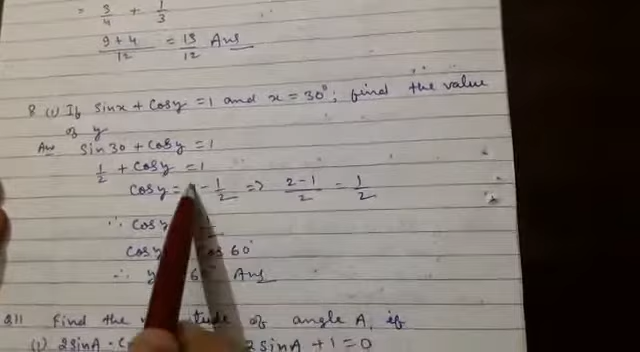 = 3/4 + 1/3
9+4/12 = 13/12 Ans
8 (i) If sinx + cosy = 1 and x = 30°, find the value
of y
Ans sin30 + cosy = 1
1/2 + cosy = 1
cosy = 1 - 1/2 => 2-1/2 = 1/2
∴ cosy
cosy 60°
∴ y 60° Ans
Q11 Find the of angle A, if
(i) 2sinA - 2sinA + 1 = 0